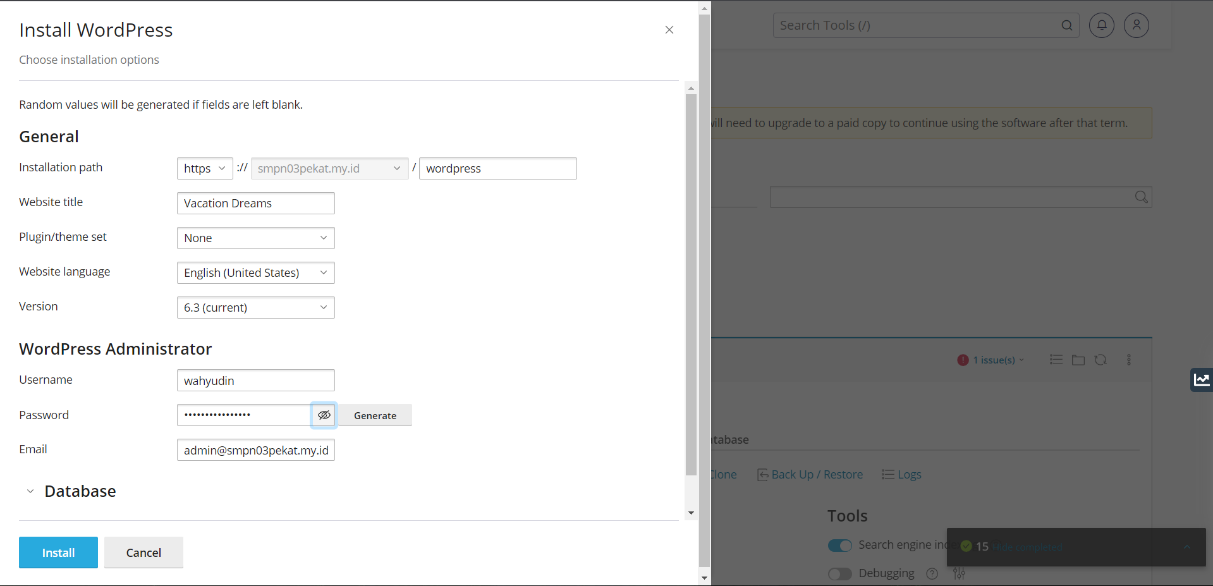 Install WordPress
Choose installation options
Random values will be generated if fields are left blank.
General
Installation path https :// smpn03pekat.my.id / wordpress
Website title Vacation Dreams
Plugin/theme set None
Website language English (United States)
Version 6.3 (current)
WordPress Administrator
Username wahyudin
Password •••••••••••••••• Generate
Email admin@smpn03pekat.my.id
Database
Install Cancel
Search Tools (/)
will need to upgrade to a paid copy to continue using the software after that term.
1 issue(s)
Back Up / Restore Logs
Tools
Search engine
15
Debugging